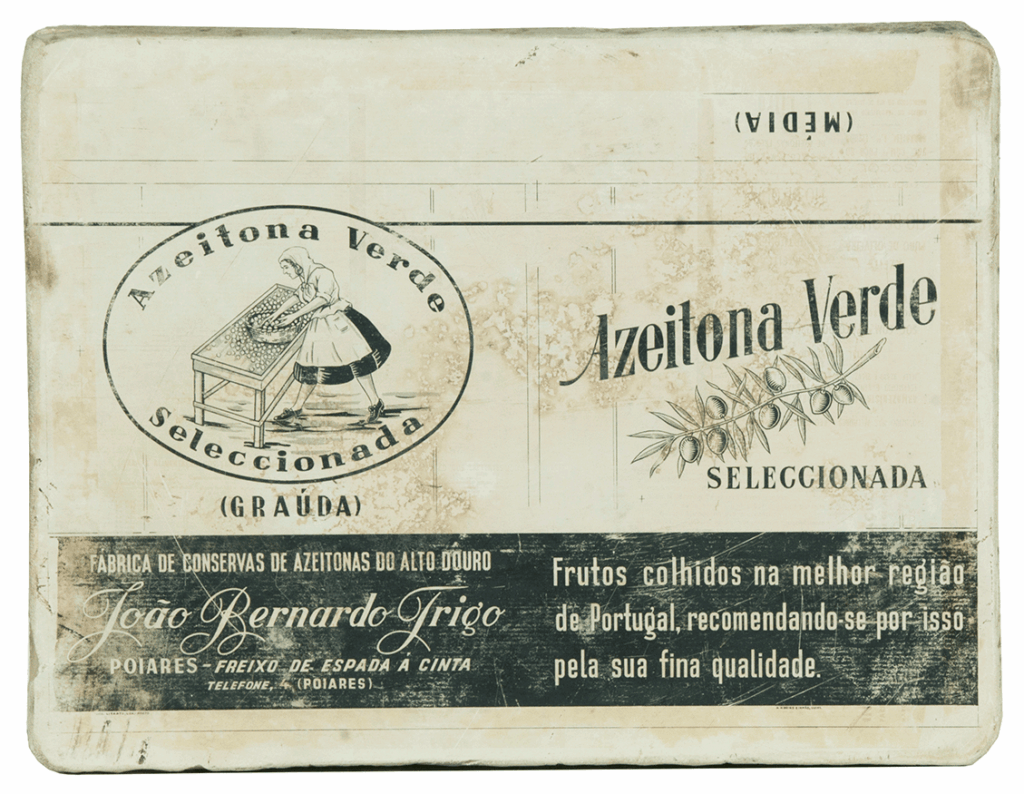 (MÉDIA)
Azeitona Verde
Seleccionada
(GRAÚDA)
Azeitona Verde
SELECCIONADA
FÁBRICA DE CONSERVAS DE AZEITONAS DO ALTO DOURO
João Bernardo Trigo
POIARES - FREIXO DE ESPADA Á CINTA
TELEFONE, 4 (POIARES)
Frutos colhidos na melhor região
de Portugal, recomendando-se por isso
pela sua fina qualidade.